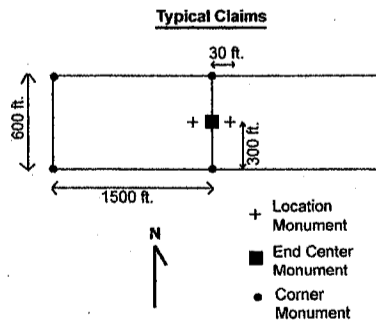 Typical Claims
30 ft.
600 ft.
300 ft.
1500 ft.
N
Location
Monument
End Center
Monument
Corner
Monument